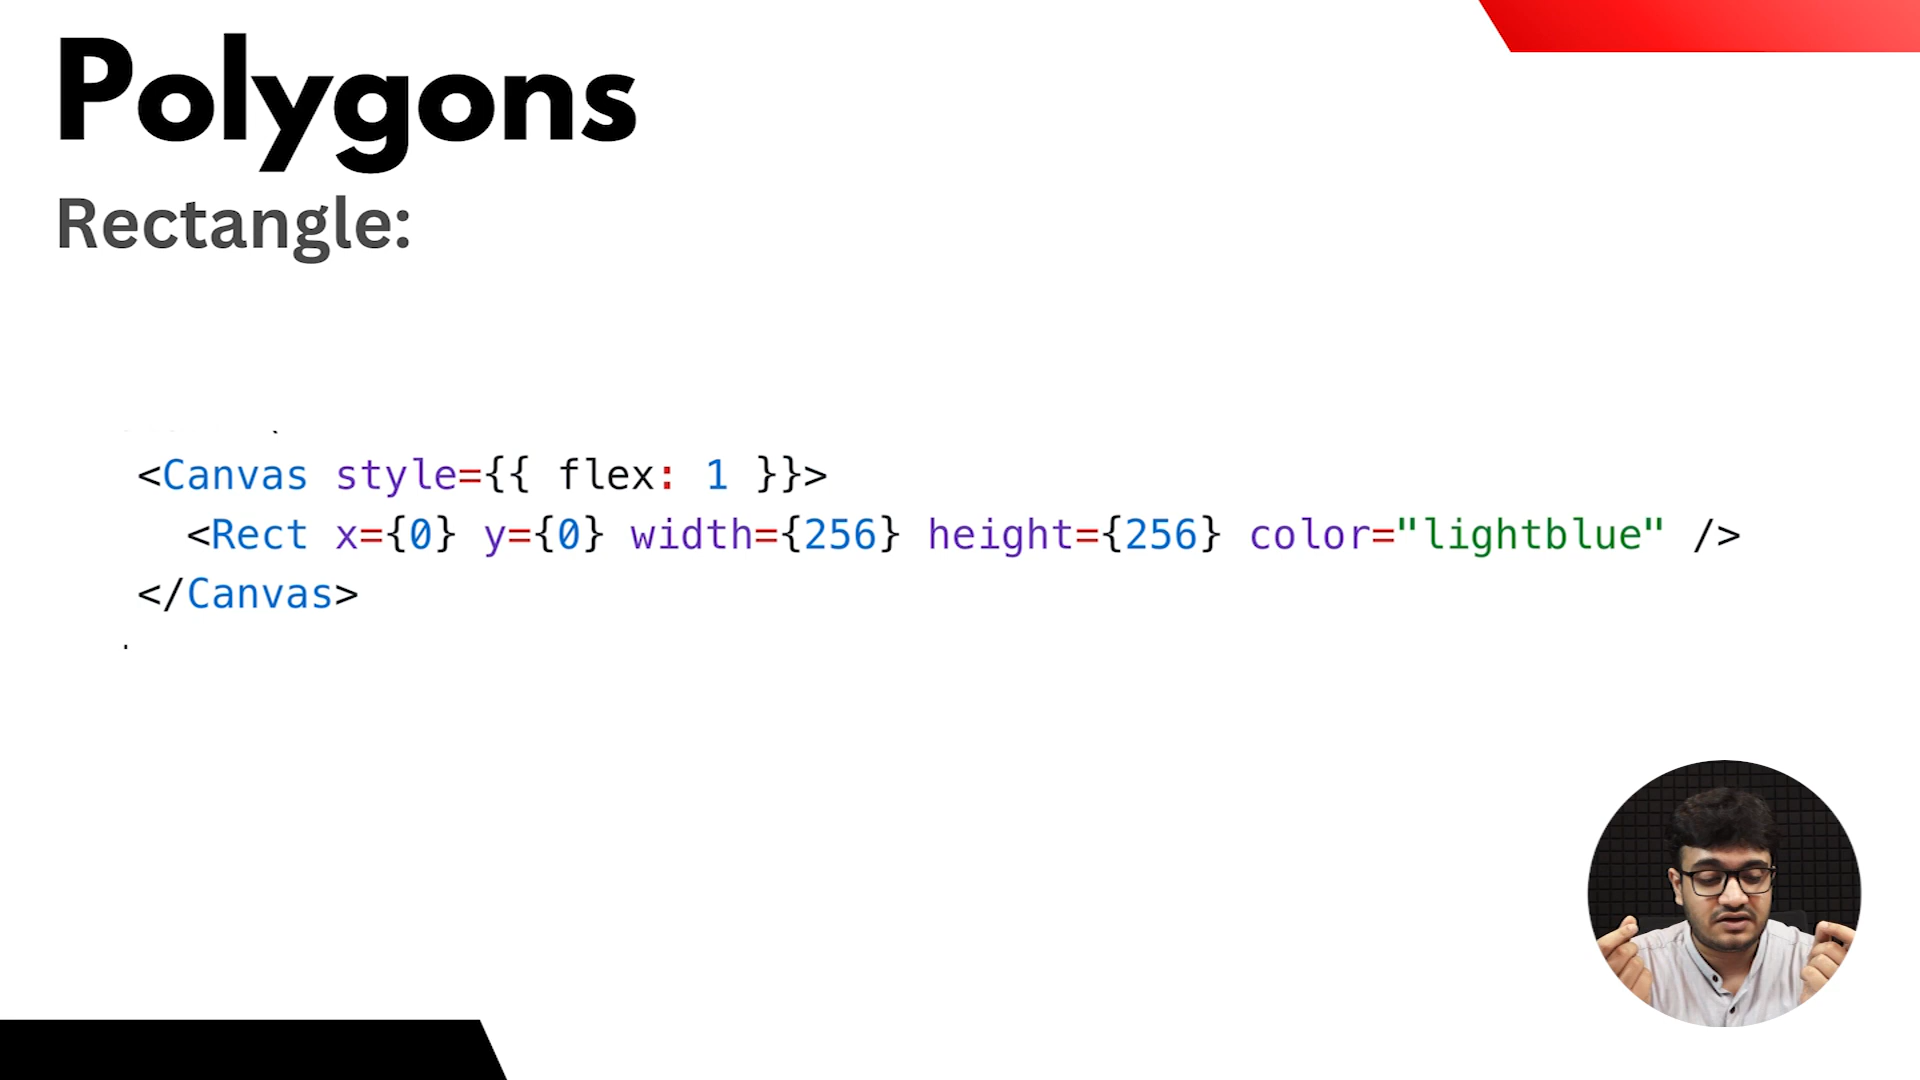 Polygons
Rectangle:
<Canvas style={{ flex: 1 }}>
<Rect x={0} y={0} width={256} height={256} color="lightblue" />
</Canvas>